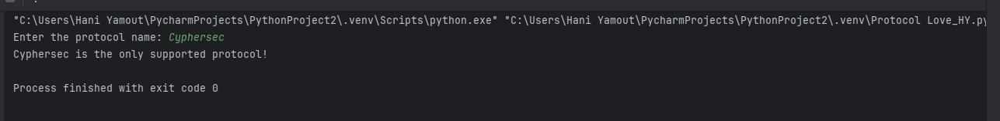 "C:\Users\Hani Yamout\PycharmProjects\PythonProject2\.venv\Scripts\python.exe" "C:\Users\Hani Yamout\PycharmProjects\PythonProject2\.venv\Protocol Love_HY.py
Enter the protocol name: Cyphersec
Cyphersec is the only supported protocol!
Process finished with exit code 0